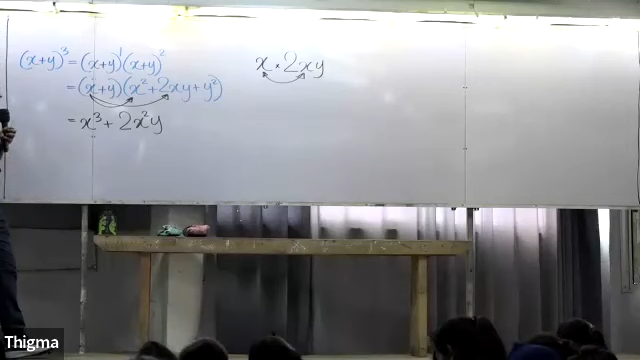 (x+y)³ = (x+y)¹(x+y)²
= (x+y)(x²+2xy+y²)
= x³+2x²y
x × 2xy
Thigma